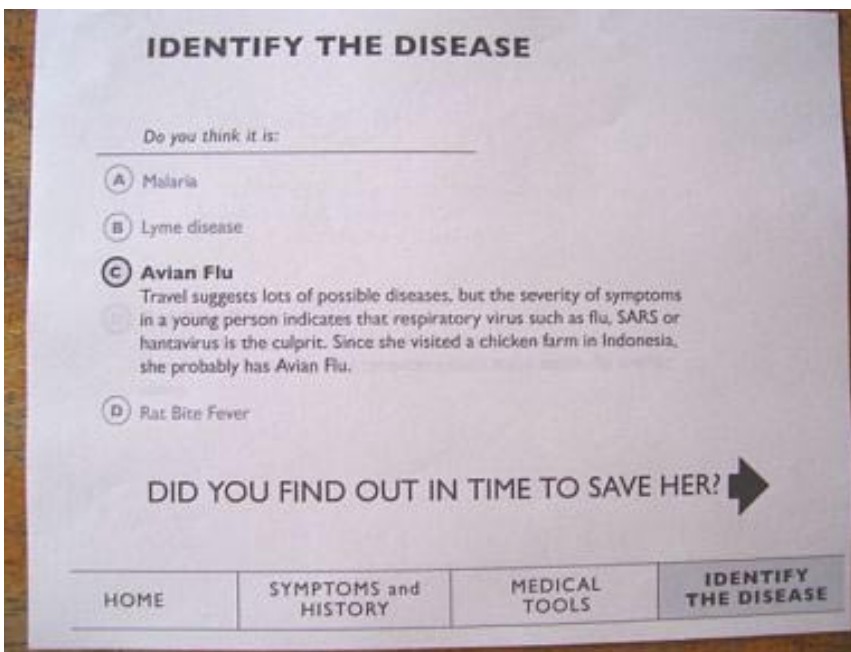 IDENTIFY THE DISEASE
Do you think it is:
A Malaria
B Lyme disease
C Avian Flu
Travel suggests lots of possible diseases, but the severity of symptoms
in a young person indicates that respiratory virus such as flu, SARS or
hantavirus is the culprit. Since she visited a chicken farm in Indonesia,
she probably has Avian Flu.
D Rat Bite Fever
DID YOU FIND OUT IN TIME TO SAVE HER?
HOME
SYMPTOMS and
HISTORY
MEDICAL
TOOLS
IDENTIFY
THE DISEASE